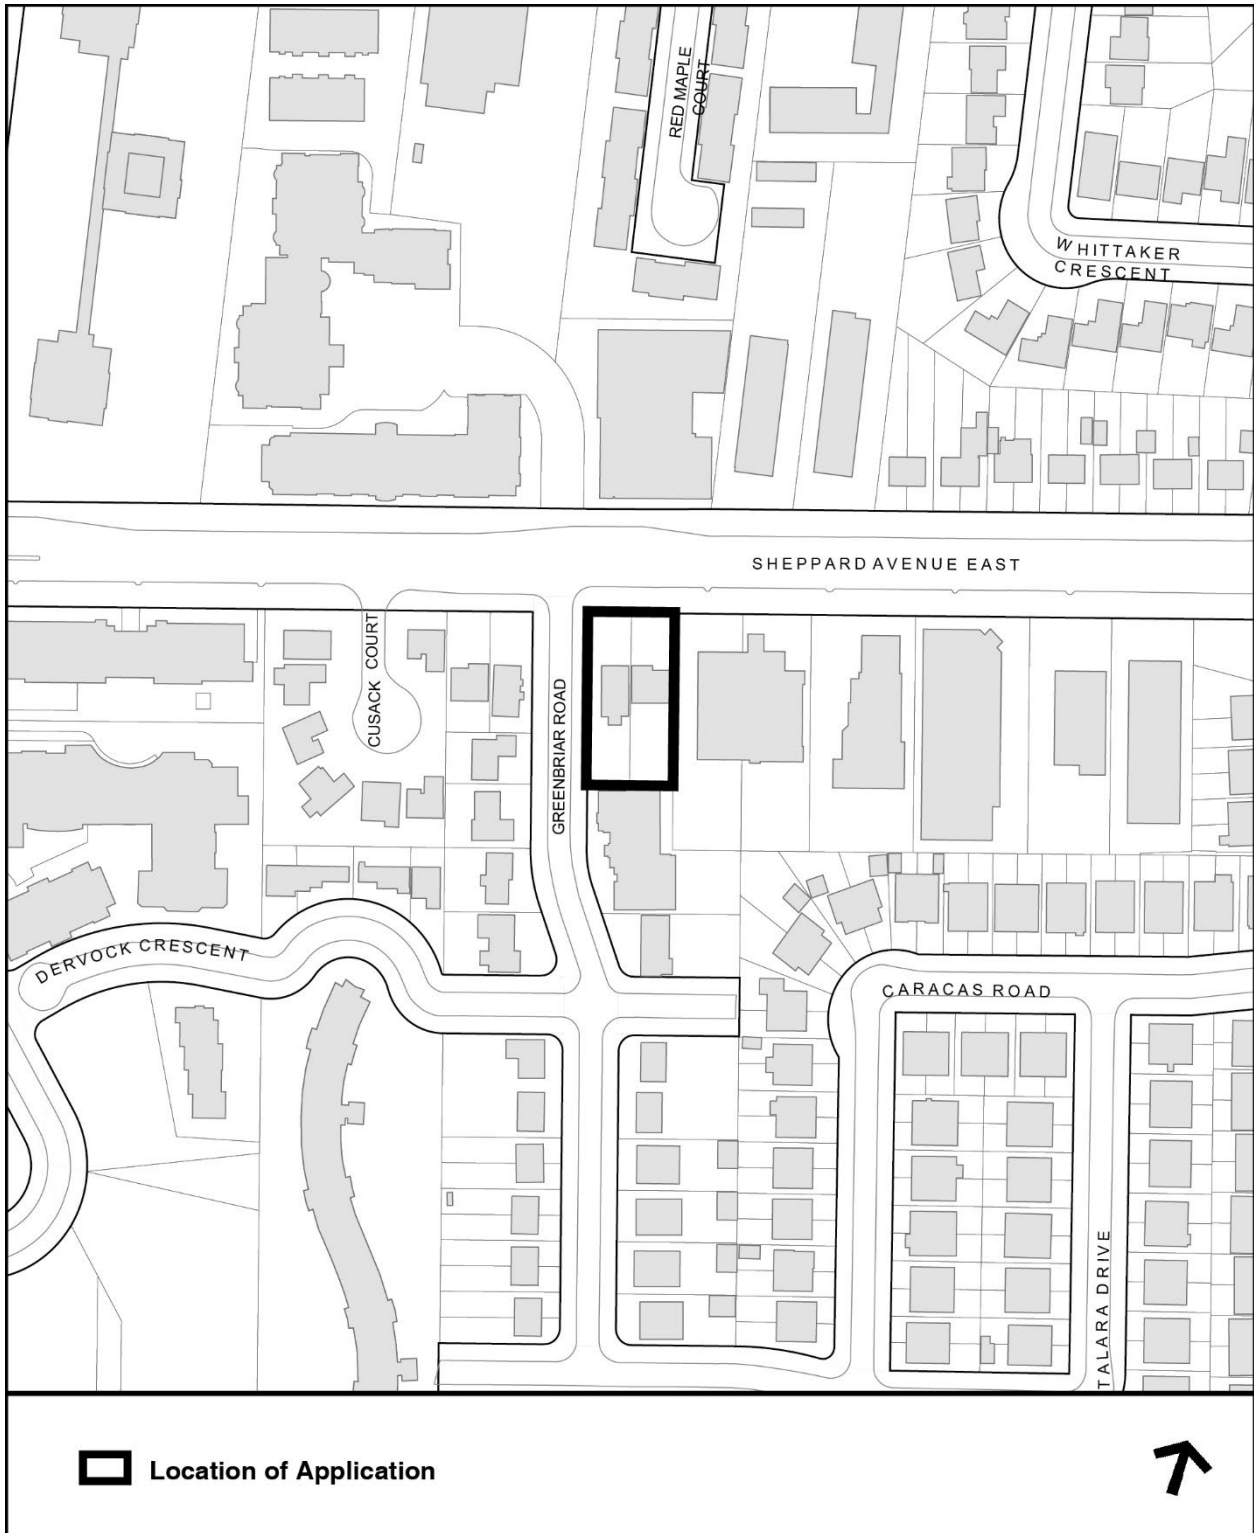 RED MAPLE
COURT
WHITTAKER
CRESCENT
SHEPPARD AVENUE EAST
CUSACK COURT
GREENBRIAR ROAD
DERVOCK CRESCENT
CARACAS ROAD
TALARA DRIVE
Location of Application